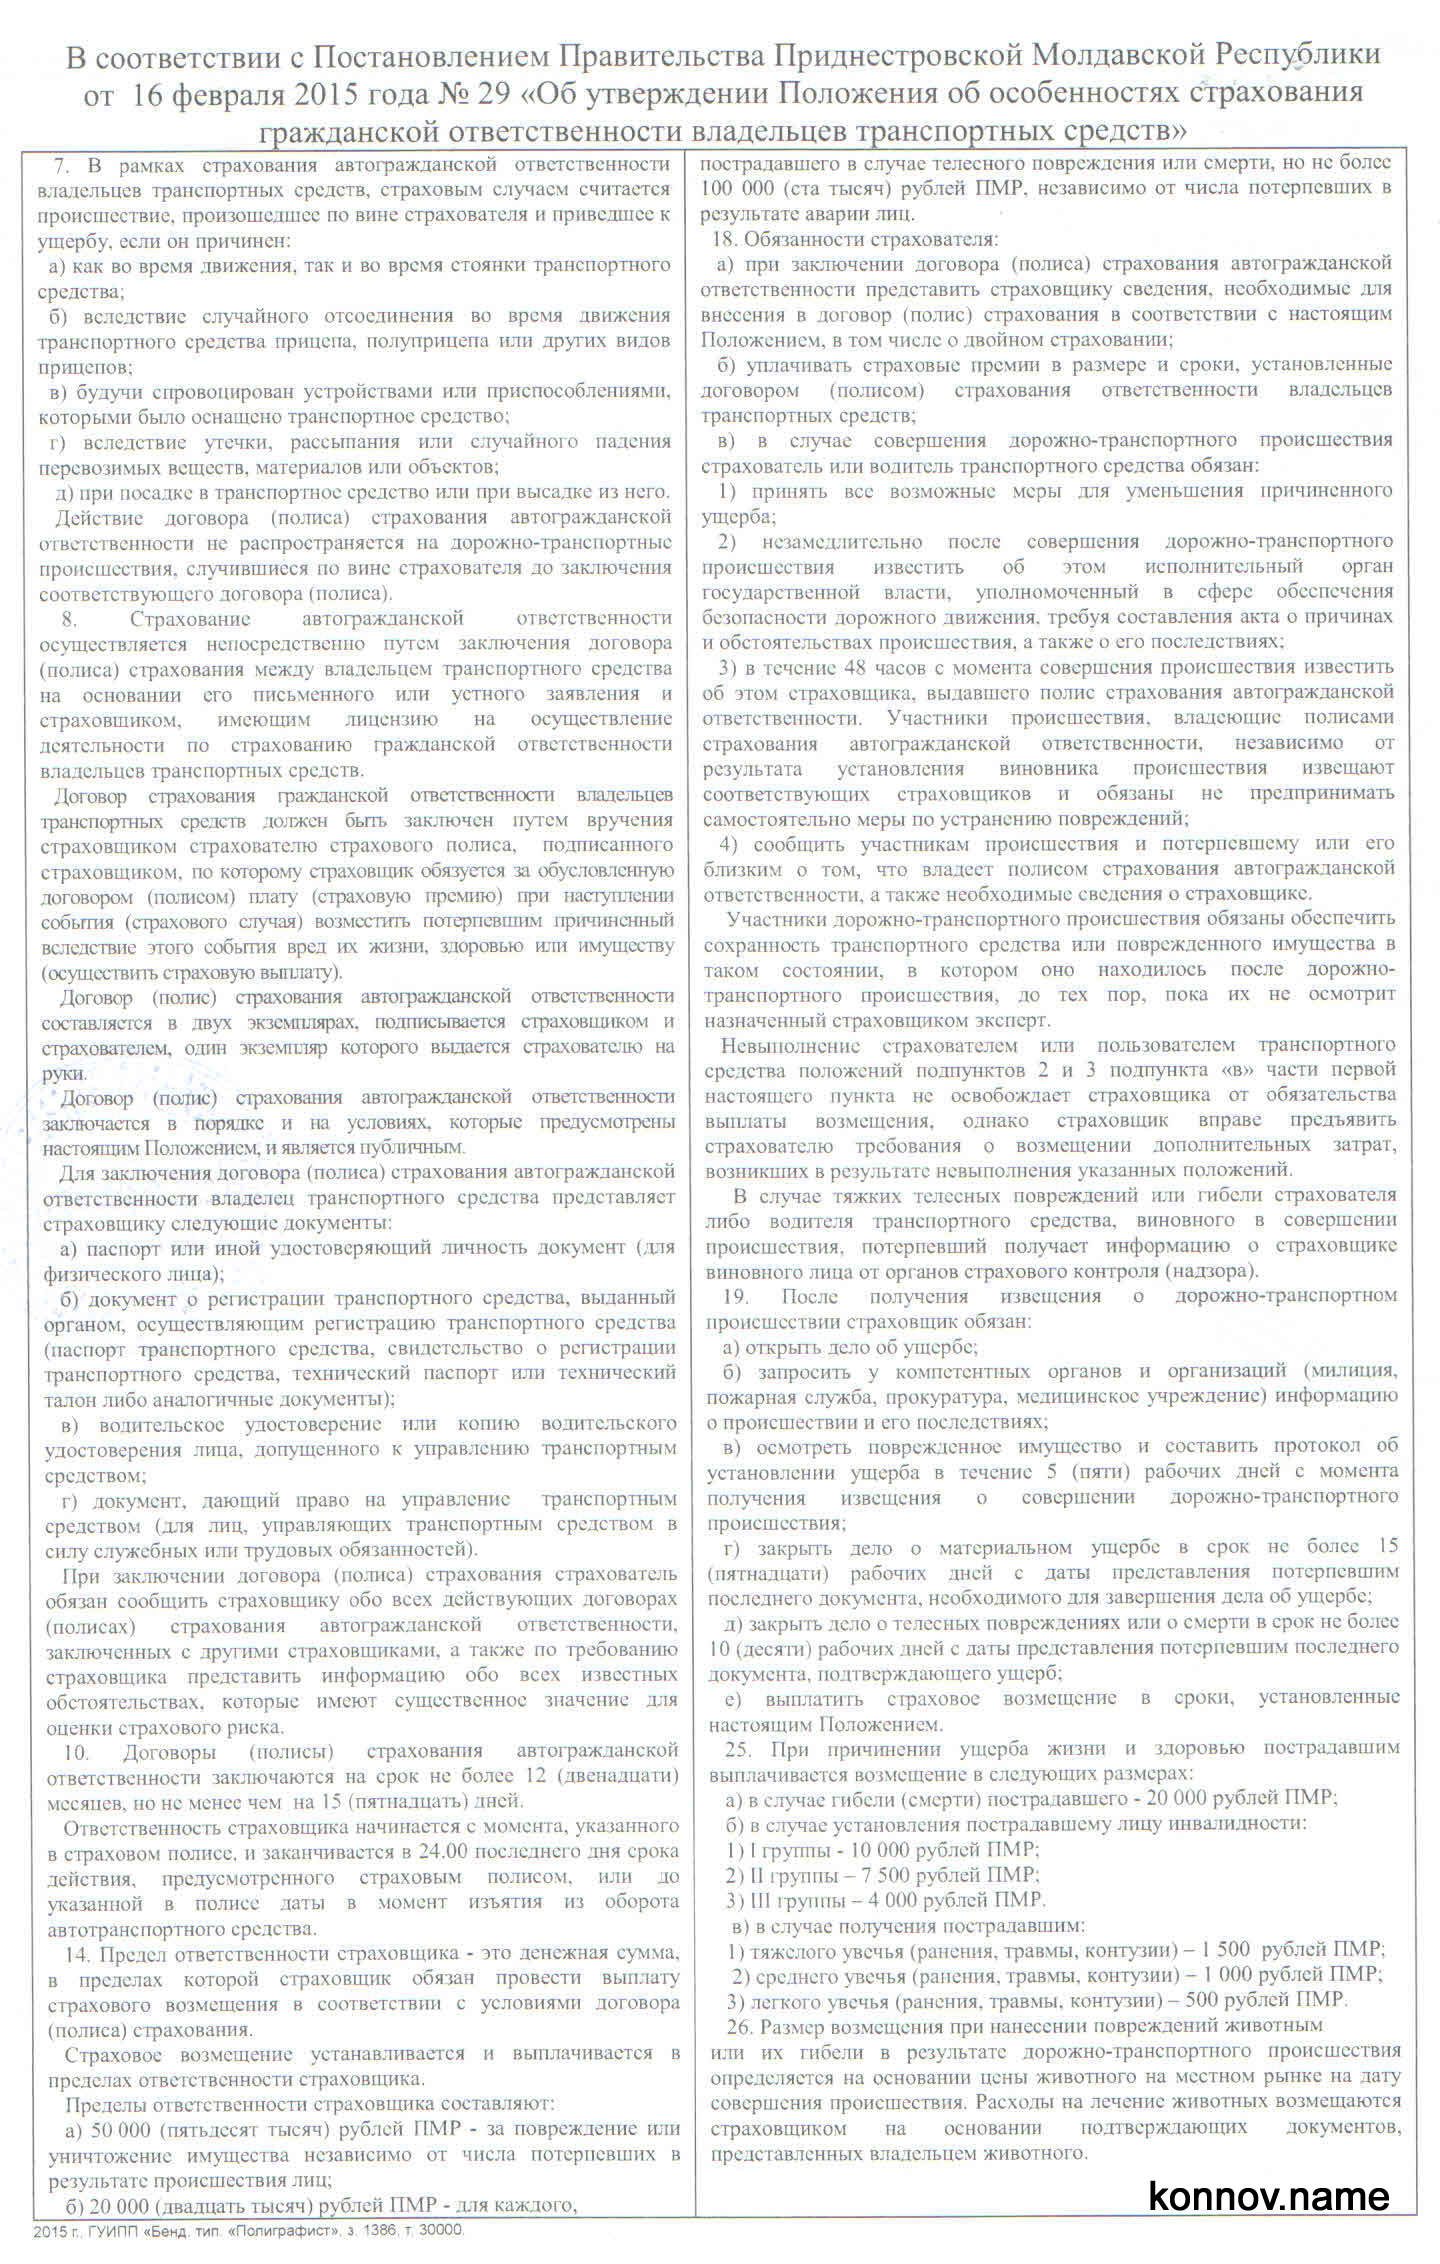 В соответствии с Постановлением Правительства Приднестровской Молдавской Республики
от 16 февраля 2015 года № 29 «Об утверждении Положения об особенностях страхования
гражданской ответственности владельцев транспортных средств»
7. В рамках страхования автогражданской ответственности
владельцев транспортных средств, страховым случаем считается
происшествие, произошедшее по вине страхователя и приведшее к
ущербу, если он причинен:
а) как во время движения, так и во время стоянки транспортного
средства;
б) вследствие случайного отсоединения во время движения
транспортного средства прицепа, полуприцепа или других видов
прицепов;
в) будучи спровоцирован устройствами или приспособлениями,
которыми было оснащено транспортное средство;
г) вследствие утечки, рассыпания или случайного падения
перевозимых веществ, материалов или объектов;
д) при посадке в транспортное средство или при высадке из него.
Действие договора (полиса) страхования автогражданской
ответственности не распространяется на дорожно-транспортные
происшествия, случившиеся по вине страхователя до заключения
соответствующего договора (полиса).
8. Страхование автогражданской ответственности
осуществляется непосредственно путем заключения договора
(полиса) страхования между владельцем транспортного средства
на основании его письменного или устного заявления и
страховщиком, имеющим лицензию на осуществление
деятельности по страхованию гражданской ответственности
владельцев транспортных средств.
Договор страхования гражданской ответственности владельцев
транспортных средств должен быть заключен путем вручения
страховщиком страхователю страхового полиса, подписанного
страховщиком, по которому страховщик обязуется за обусловленную
договором (полисом) плату (страховую премию) при наступлении
события (страхового случая) возместить потерпевшим причиненный
вследствие этого события вред их жизни, здоровью или имуществу
(осуществить страховую выплату).
Договор (полис) страхования автогражданской ответственности
составляется в двух экземплярах, подписывается страховщиком и
страхователем, один экземпляр которого выдается страхователю на
руки.
Договор (полис) страхования автогражданской ответственности
заключается в порядке и на условиях, которые предусмотрены
настоящим Положением, и является публичным.
Для заключения договора (полиса) страхования автогражданской
ответственности владелец транспортного средства представляет
страховщику следующие документы:
а) паспорт или иной удостоверяющий личность документ (для
физического лица);
б) документ о регистрации транспортного средства, выданный
органом, осуществляющим регистрацию транспортного средства
(паспорт транспортного средства, свидетельство о регистрации
транспортного средства, технический паспорт или технический
талон либо аналогичные документы);
в) водительское удостоверение или копию водительского
удостоверения лица, допущенного к управлению транспортным
средством;
г) документ, дающий право на управление транспортным
средством (для лиц, управляющих транспортным средством в
силу служебных или трудовых обязанностей).
При заключении договора (полиса) страхования страхователь
обязан сообщить страховщику обо всех действующих договорах
(полисах) страхования автогражданской ответственности,
заключенных с другими страховщиками, а также по требованию
страховщика представить информацию обо всех известных
обстоятельствах, которые имеют существенное значение для
оценки страхового риска.
10. Договоры (полисы) страхования автогражданской
ответственности заключаются на срок не более 12 (двенадцати)
месяцев, но не менее чем на 15 (пятнадцать) дней.
Ответственность страховщика начинается с момента, указанного
в страховом полисе, и заканчивается в 24.00 последнего дня срока
действия, предусмотренного страховым полисом, или до
указанной в полисе даты в момент изъятия из оборота
автотранспортного средства.
14. Предел ответственности страховщика - это денежная сумма,
в пределах которой страховщик обязан провести выплату
страхового возмещения в соответствии с условиями договора
(полиса) страхования.
Страховое возмещение устанавливается и выплачивается в
пределах ответственности страховщика.
Пределы ответственности страховщика составляют:
а) 50 000 (пятьдесят тысяч) рублей ПМР - за повреждение или
уничтожение имущества независимо от числа потерпевших в
результате происшествия лиц;
б) 20 000 (двадцать тысяч) рублей ПМР - для каждого,
пострадавшего в случае телесного повреждения или смерти, но не более
100 000 (ста тысяч) рублей ПМР, независимо от числа потерпевших в
результате аварии лиц.
18. Обязанности страхователя:
а) при заключении договора (полиса) страхования автогражданской
ответственности представить страховщику сведения, необходимые для
внесения в договор (полис) страхования в соответствии с настоящим
Положением, в том числе о двойном страховании;
б) уплачивать страховые премии в размере и сроки, установленные
договором (полисом) страхования ответственности владельцев
транспортных средств;
в) в случае совершения дорожно-транспортного происшествия
страхователь или водитель транспортного средства обязан:
1) принять все возможные меры для уменьшения причиненного
ущерба;
2) незамедлительно после совершения дорожно-транспортного
происшествия известить об этом исполнительный орган
государственной власти, уполномоченный в сфере обеспечения
безопасности дорожного движения, требуя составления акта о причинах
и обстоятельствах происшествия, а также о его последствиях;
3) в течение 48 часов с момента совершения происшествия известить
об этом страховщика, выдавшего полис страхования автогражданской
ответственности. Участники происшествия, владеющие полисами
страхования автогражданской ответственности, независимо от
результата установления виновника происшествия извещают
соответствующих страховщиков и обязаны не предпринимать
самостоятельно меры по устранению повреждений;
4) сообщить участникам происшествия и потерпевшему или его
близким о том, что владеет полисом страхования автогражданской
ответственности, а также необходимые сведения о страховщике.
Участники дорожно-транспортного происшествия обязаны обеспечить
сохранность транспортного средства или поврежденного имущества в
таком состоянии, в котором оно находилось после дорожно-
транспортного происшествия, до тех пор, пока их не осмотрит
назначенный страховщиком эксперт.
Невыполнение страхователем или пользователем транспортного
средства положений подпунктов 2 и 3 подпункта «в» части первой
настоящего пункта не освобождает страховщика от обязательства
выплаты возмещения, однако страховщик вправе предъявить
страхователю требования о возмещении дополнительных затрат,
возникших в результате невыполнения указанных положений.
В случае тяжких телесных повреждений или гибели страхователя
либо водителя транспортного средства, виновного в совершении
происшествия, потерпевший получает информацию о страховщике
виновного лица от органов страхового контроля (надзора).
19. После получения извещения о дорожно-транспортном
происшествии страховщик обязан:
а) открыть дело об ущербе;
б) запросить у компетентных органов и организаций (милиция,
пожарная служба, прокуратура, медицинское учреждение) информацию
о происшествии и его последствиях;
в) осмотреть поврежденное имущество и составить протокол об
установлении ущерба в течение 5 (пяти) рабочих дней с момента
получения извещения о совершении дорожно-транспортного
происшествия;
г) закрыть дело о материальном ущербе в срок не более 15
(пятнадцати) рабочих дней с даты представления потерпевшим
последнего документа, необходимого для завершения дела об ущербе;
д) закрыть дело о телесных повреждениях или о смерти в срок не более
10 (десяти) рабочих дней с даты представления потерпевшим последнего
документа, подтверждающего ущерб;
е) выплатить страховое возмещение в сроки, установленные
настоящим Положением.
25. При причинении ущерба жизни и здоровью пострадавшим
выплачивается возмещение в следующих размерах:
а) в случае гибели (смерти) пострадавшего - 20 000 рублей ПМР;
б) в случае установления пострадавшему лицу инвалидности:
1) I группы - 10 000 рублей ПМР;
2) II группы – 7 500 рублей ПМР;
3) III группы – 4 000 рублей ПМР.
в) в случае получения пострадавшим:
1) тяжелого увечья (ранения, травмы, контузии) – 1 500 рублей ПМР;
2) среднего увечья (ранения, травмы, контузии) – 1 000 рублей ПМР;
3) легкого увечья (ранения, травмы, контузии) – 500 рублей ПМР.
26. Размер возмещения при нанесении повреждений животным
или их гибели в результате дорожно-транспортного происшествия
определяется на основании цены животного на местном рынке на дату
совершения происшествия. Расходы на лечение животных возмещаются
страховщиком на основании подтверждающих документов,
представленных владельцем животного.
konnov.name
2015 г., ГУИПП «Бенд. тип. «Полиграфист», з. 1386, т. 30000.